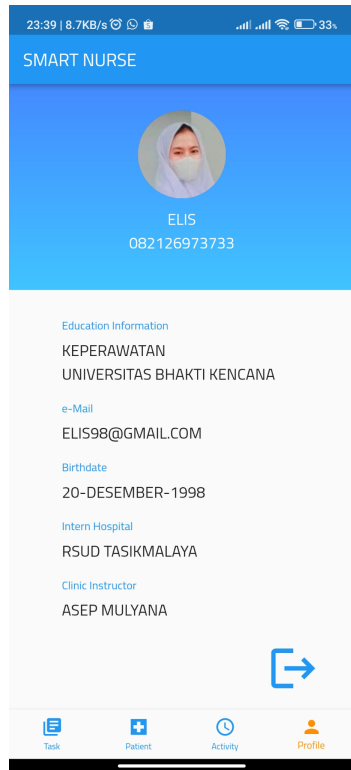 23:39 | 8.7KB/s 33%
SMART NURSE
ELIS
082126973733
Education Information
KEPERAWATAN
UNIVERSITAS BHAKTI KENCANA
e-Mail
ELIS98@GMAIL.COM
Birthdate
20-DESEMBER-1998
Intern Hospital
RSUD TASIKMALAYA
Clinic Instructor
ASEP MULYANA
Task Patient Activity Profile